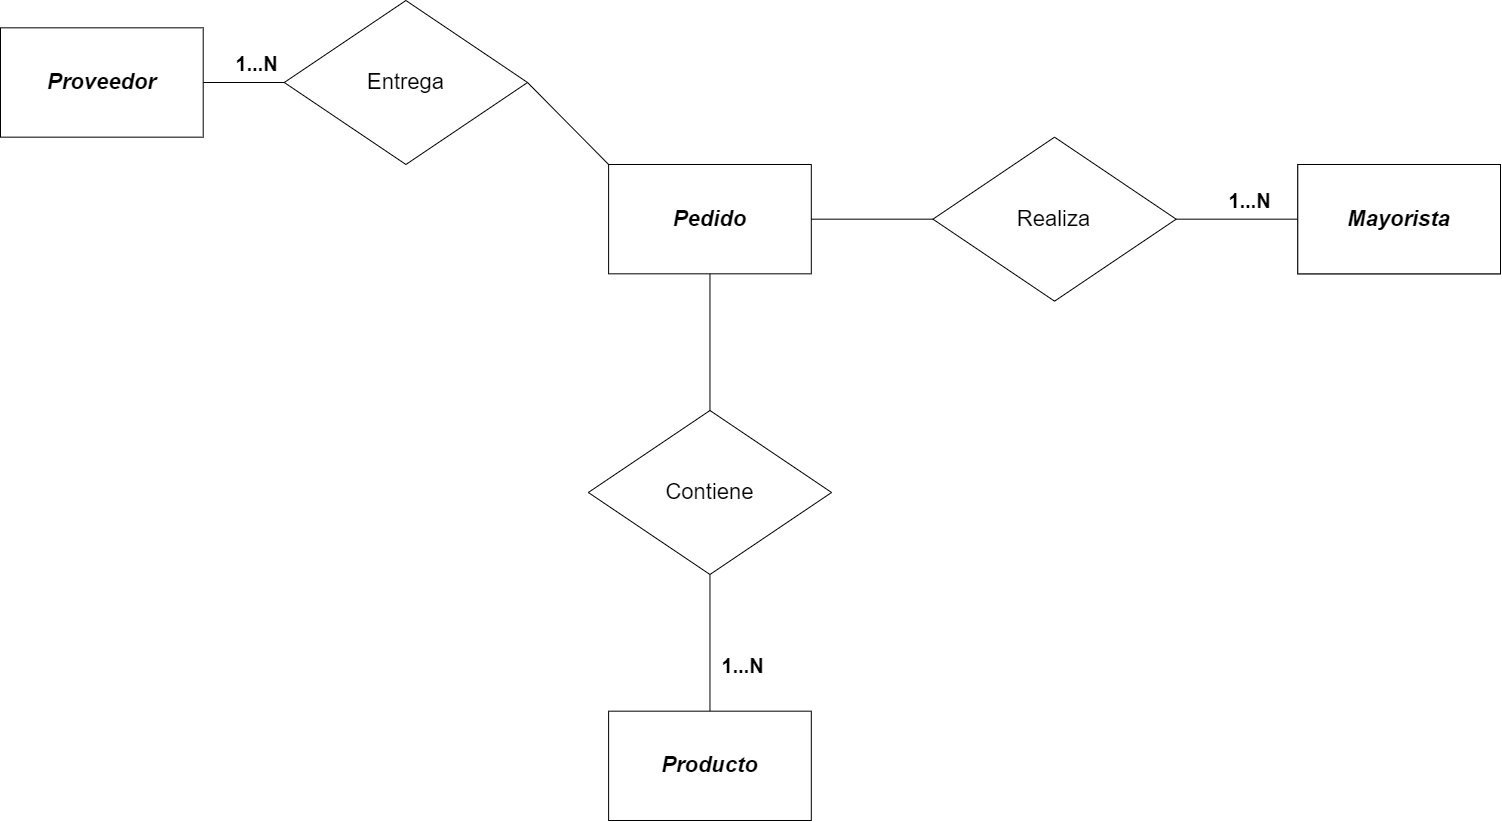 1...N
Proveedor
Entrega
1...N
Pedido
Realiza
Mayorista
Contiene
1...N
Producto